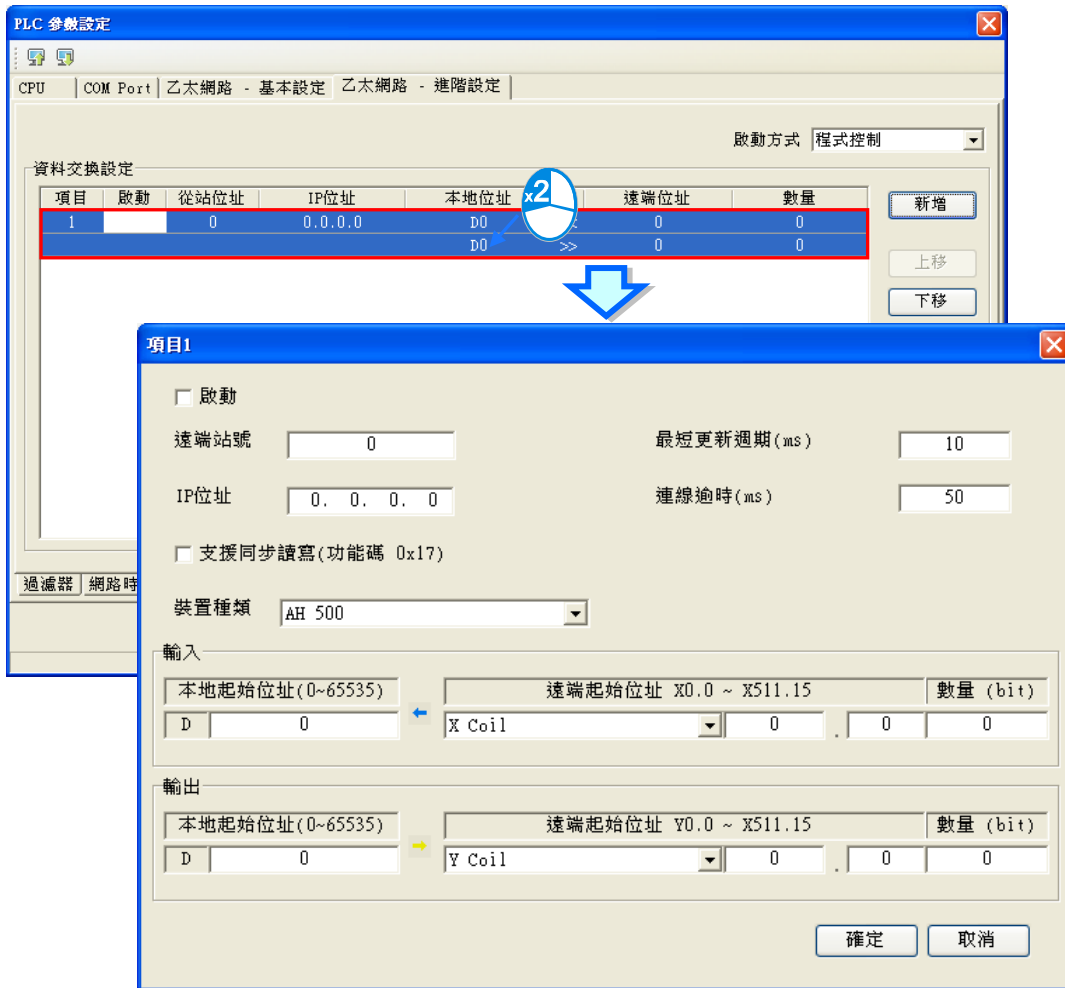 PLC 參數設定
CPU COM Port 乙太網路 - 基本設定 乙太網路 - 進階設定
啟動方式 程式控制
資料交換設定
項目 啟動 從站位址 IP位址 本地位址 遠端位址 數量 新增
x2
1 0 0.0.0.0 D0 0 0
D0 >> 0 0
上移
下移
項目1
啟動
遠端站號 0 最短更新週期(ms) 10
IP位址 0. 0. 0. 0 連線逾時(ms) 50
支援同步讀寫(功能碼 0x17)
過濾器 網路時
裝置種類 AH 500
輸入
本地起始位址(0~65535) 遠端起始位址 X0.0 ~ X511.15 數量 (bit)
D 0 X Coil 0 . 0 0
輸出
本地起始位址(0~65535) 遠端起始位址 Y0.0 ~ X511.15 數量 (bit)
D 0 Y Coil 0 . 0 0
確定 取消